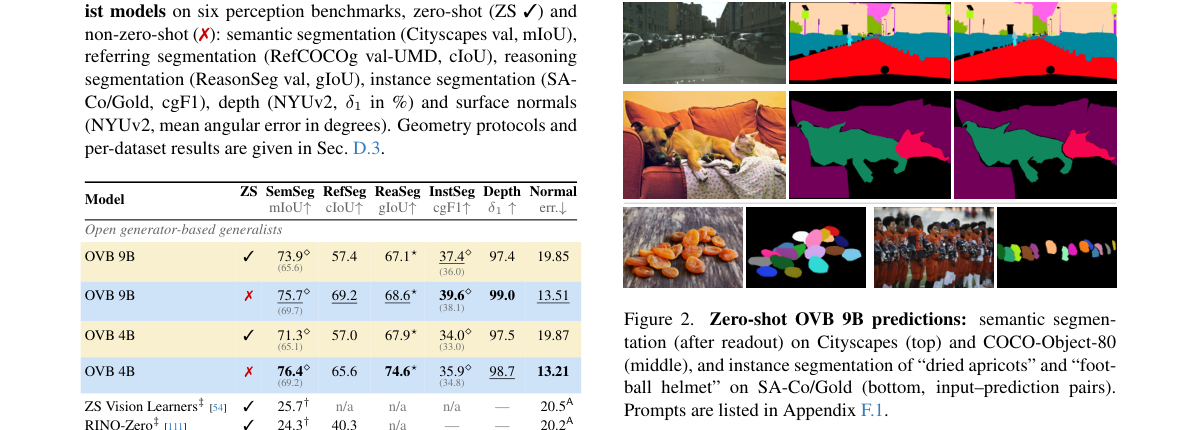 ist models on six perception benchmarks, zero-shot (ZS ✓) and
non-zero-shot (✗): semantic segmentation (Cityscapes val, mIoU),
referring segmentation (RefCOCOg val-UMD, cIoU), reasoning
segmentation (ReasonSeg val, gIoU), instance segmentation (SA-
Co/Gold, cgF1), depth (NYUv2, δ1 in %) and surface normals
(NYUv2, mean angular error in degrees). Geometry protocols and
per-dataset results are given in Sec. D.3.
Model ZS SemSeg RefSeg ReaSeg InstSeg Depth Normal
mIoU↑ cIoU↑ gIoU↑ cgF1↑ δ1 ↑ err.↓
Open generator-based generalists
OVB 9B ✓ 73.9◇ 57.4 67.1⋆ 37.4◇ 97.4 19.85
(65.6) (36.0)
OVB 9B ✗ 75.7◇ 69.2 68.6⋆ 39.6◇ 99.0 13.51
(69.7) (38.1)
OVB 4B ✓ 71.3◇ 57.0 67.9⋆ 34.0◇ 97.5 19.87
(65.1) (33.0)
OVB 4B ✗ 76.4◇ 65.6 74.6⋆ 35.9◇ 98.7 13.21
(69.2) (34.8)
ZS Vision Learners‡ [54] ✓ 25.7† n/a n/a n/a — 20.5A
RINO-Zero‡ [111] ✓ 24.3† 40.3 n/a — — 20.2A
Figure 2. Zero-shot OVB 9B predictions: semantic segmen-
tation (after readout) on Cityscapes (top) and COCO-Object-80
(middle), and instance segmentation of “dried apricots” and “foot-
ball helmet” on SA-Co/Gold (bottom, input–prediction pairs).
Prompts are listed in Appendix F.1.